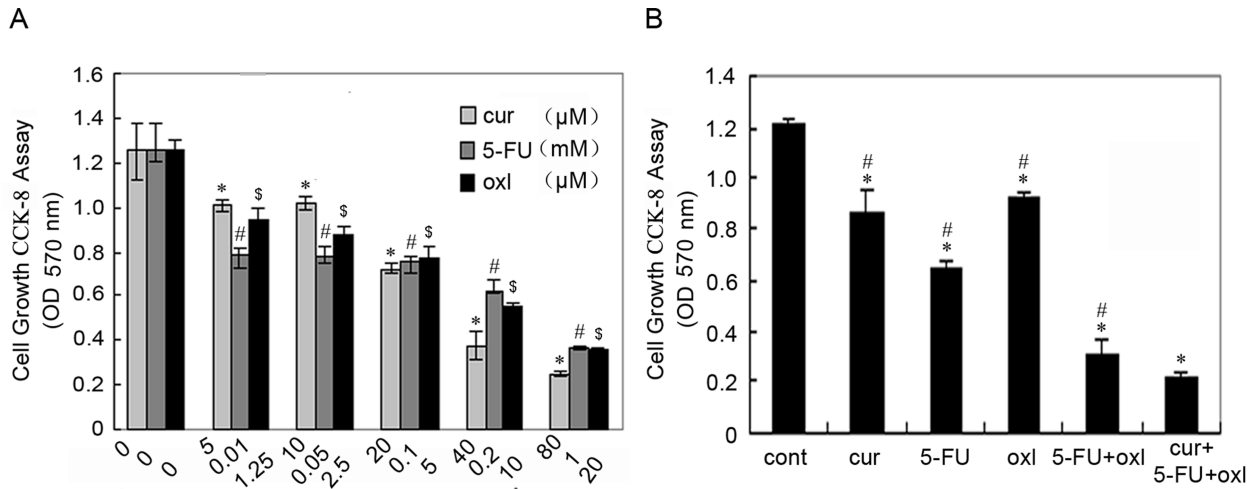 A
Cell Growth CCK-8 Assay
(OD 570 nm)
1.6
1.4
1.2
1.0
0.8
0.6
0.4
0.2
0
cur (μM)
5-FU (mM)
oxl (μM)
* # $
* # $
* # $
* # $
* # $
0 0 0
5 0.01 1.25
10 0.05 2.5
20 0.1 5
40 0.2 10
80 1 20
B
Cell Growth CCK-8 Assay
(OD 570 nm)
1.4
1.2
1.0
0.8
0.6
0.4
0.2
0
#
*
#
*
#
*
#
*
*
cont
cur
5-FU
oxl
5-FU+oxl
cur+
5-FU+oxl